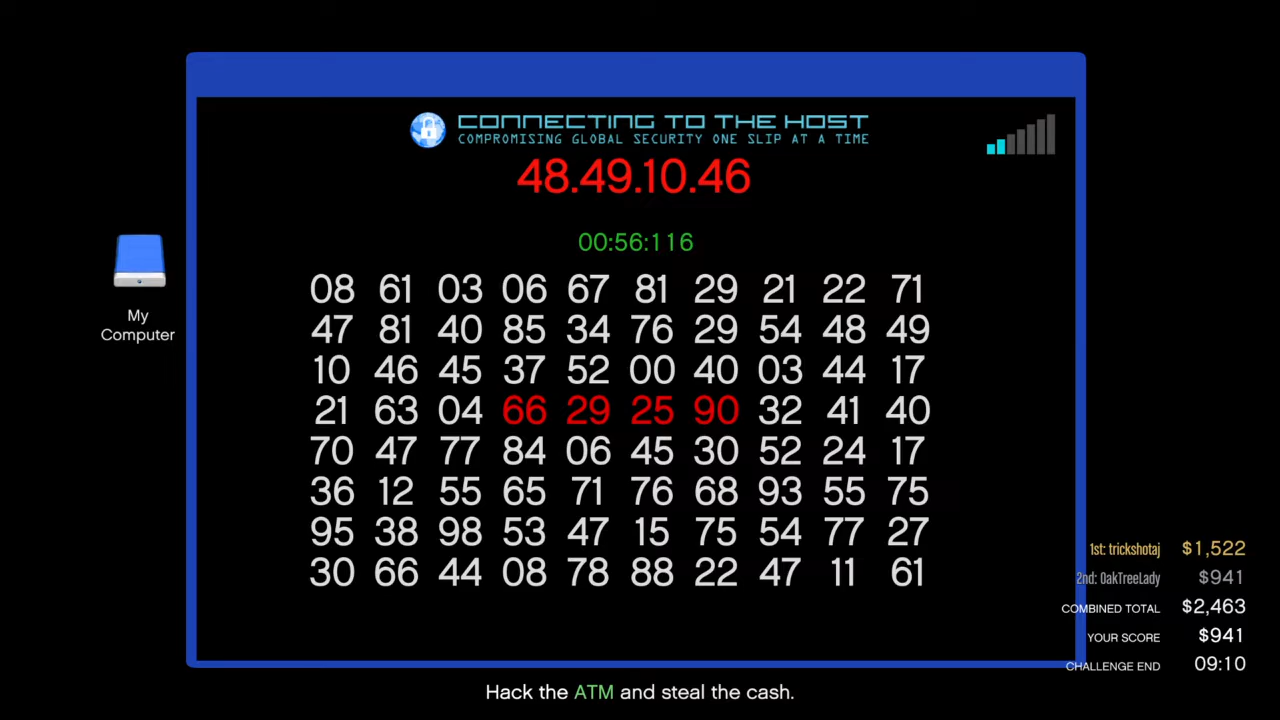 CONNECTING TO THE HOST
COMPROMISING GLOBAL SECURITY ONE SLIP AT A TIME
48.49.10.46
00:56:116
08 61 03 06 67 81 29 21 22 71
47 81 40 85 34 76 29 54 48 49
10 46 45 37 52 00 40 03 44 17
21 63 04 66 29 25 90 32 41 40
70 47 77 84 06 45 30 52 24 17
36 12 55 65 71 76 68 93 55 75
95 38 98 53 47 15 75 54 77 27
30 66 44 08 78 88 22 47 11 61
My
Computer
1st: trickshotaj $1,522
2nd: OakTreeLady $941
COMBINED TOTAL $2,463
YOUR SCORE $941
CHALLENGE END 09:10
Hack the ATM and steal the cash.